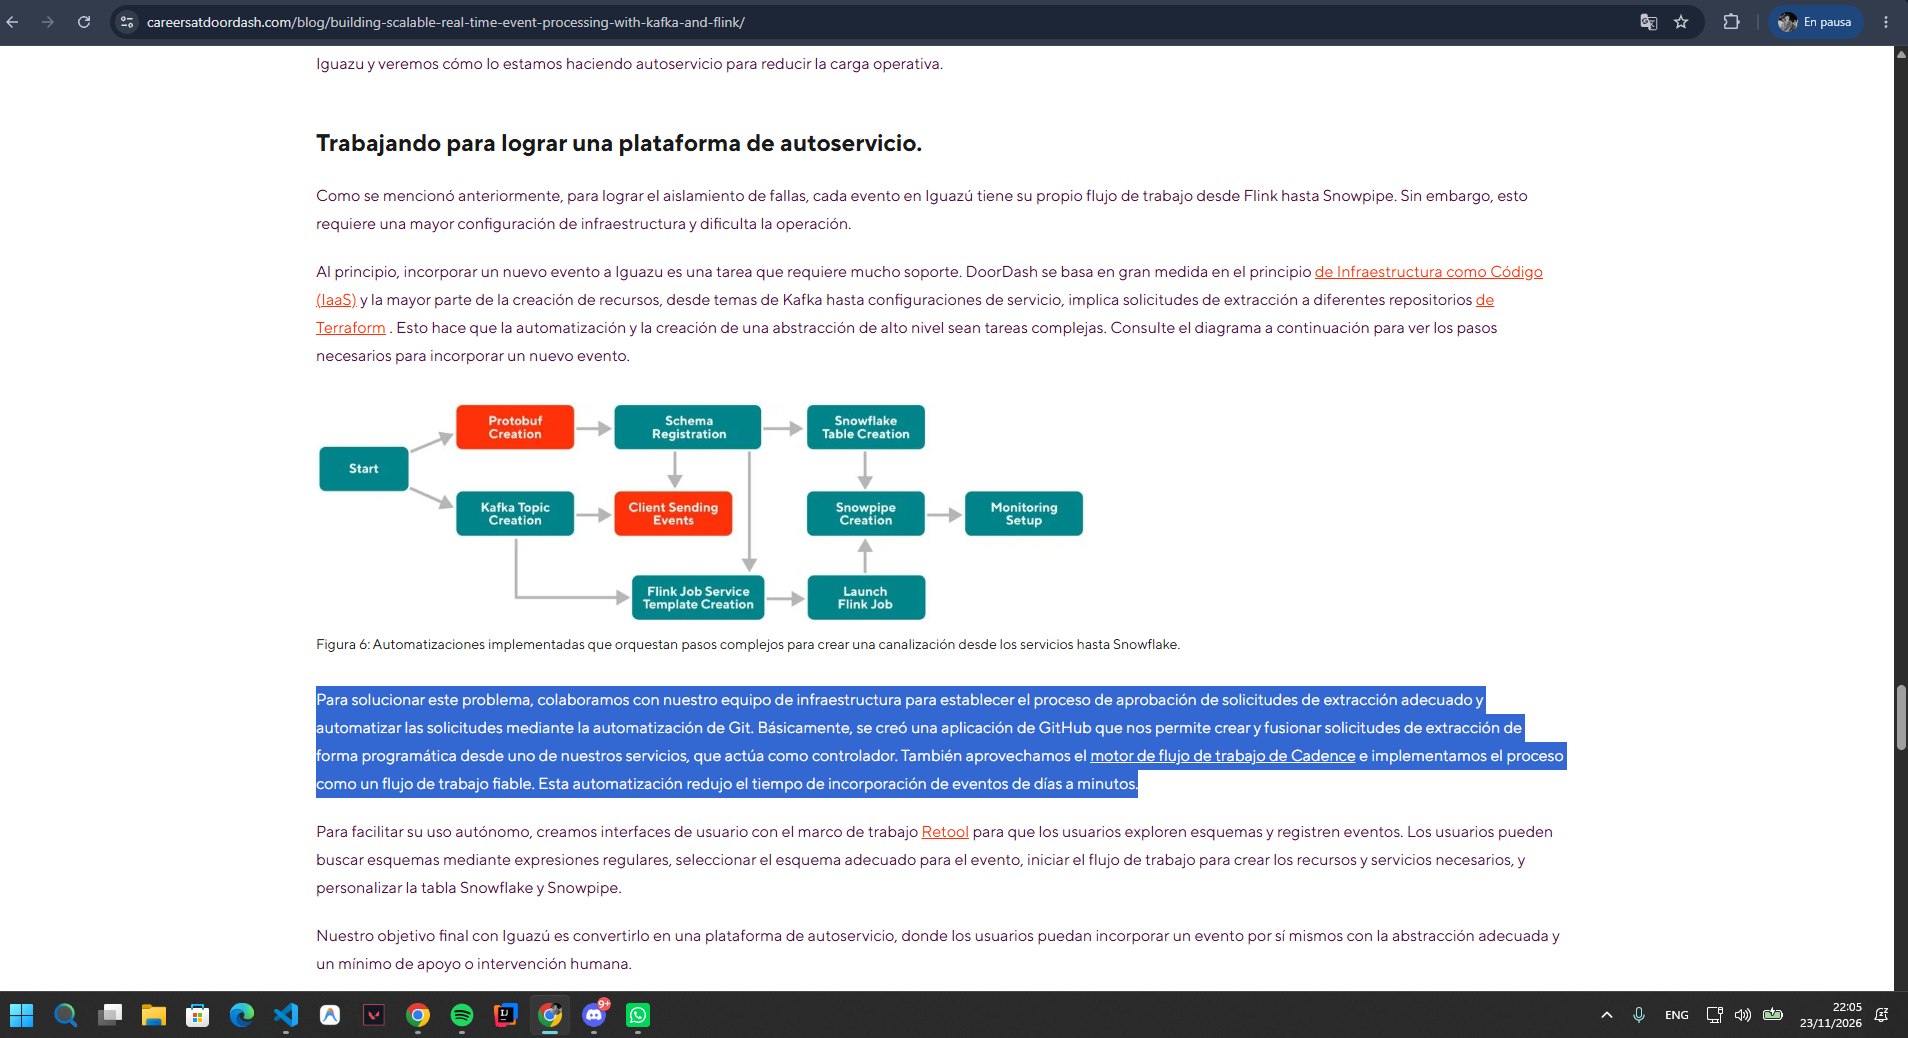 careersatdoordash.com/blog/building-scalable-real-time-event-processing-with-kafka-and-flink/
En pausa
Iguazu y veremos cómo lo estamos haciendo autoservicio para reducir la carga operativa.
Trabajando para lograr una plataforma de autoservicio.
Como se mencionó anteriormente, para lograr el aislamiento de fallas, cada evento en Iguazú tiene su propio flujo de trabajo desde Flink hasta Snowpipe. Sin embargo, esto
requiere una mayor configuración de infraestructura y dificulta la operación.
Al principio, incorporar un nuevo evento a Iguazu es una tarea que requiere mucho soporte. DoorDash se basa en gran medida en el principio de Infraestructura como Código
(IaaS) y la mayor parte de la creación de recursos, desde temas de Kafka hasta configuraciones de servicio, implica solicitudes de extracción a diferentes repositorios de
Terraform . Esto hace que la automatización y la creación de una abstracción de alto nivel sean tareas complejas. Consulte el diagrama a continuación para ver los pasos
necesarios para incorporar un nuevo evento.
Start
Protobuf
Creation
Schema
Registration
Snowflake
Table Creation
Kafka Topic
Creation
Client Sending
Events
Snowpipe
Creation
Monitoring
Setup
Flink Job Service
Template Creation
Launch
Flink Job
Figura 6: Automatizaciones implementadas que orquestan pasos complejos para crear una canalización desde los servicios hasta Snowflake.
Para solucionar este problema, colaboramos con nuestro equipo de infraestructura para establecer el proceso de aprobación de solicitudes de extracción adecuado y
automatizar las solicitudes mediante la automatización de Git. Básicamente, se creó una aplicación de GitHub que nos permite crear y fusionar solicitudes de extracción de
forma programática desde uno de nuestros servicios, que actúa como controlador. También aprovechamos el motor de flujo de trabajo de Cadence e implementamos el proceso
como un flujo de trabajo fiable. Esta automatización redujo el tiempo de incorporación de eventos de días a minutos.
Para facilitar su uso autónomo, creamos interfaces de usuario con el marco de trabajo Retool para que los usuarios exploren esquemas y registren eventos. Los usuarios pueden
buscar esquemas mediante expresiones regulares, seleccionar el esquema adecuado para el evento, iniciar el flujo de trabajo para crear los recursos y servicios necesarios, y
personalizar la tabla Snowflake y Snowpipe.
Nuestro objetivo final con Iguazú es convertirlo en una plataforma de autoservicio, donde los usuarios puedan incorporar un evento por sí mismos con la abstracción adecuada y
un mínimo de apoyo o intervención humana.
9+
ENG
22:05
23/11/2026